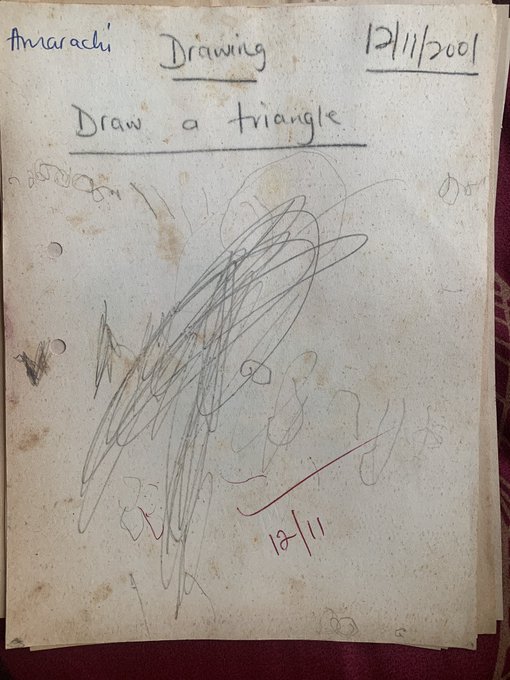 Amarachi Drawing 12/11/2001
Draw a triangle
12/11